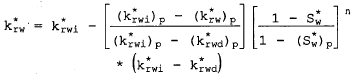 k*rw = k*rwi - [ (k*rwi)p - (k*rw)p / (k*rwi)p - (k*rwd)p ] [ 1 - S*w / 1 - (S*w)p ]^n
* (k*rwi - k*rwd)